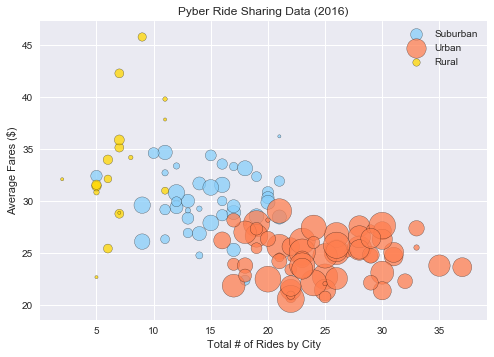 Pyber Ride Sharing Data (2016)
Suburban
Urban
Rural
Average Fares ($)
45
40
35
30
25
20
5
10
15
20
25
30
35
Total # of Rides by City